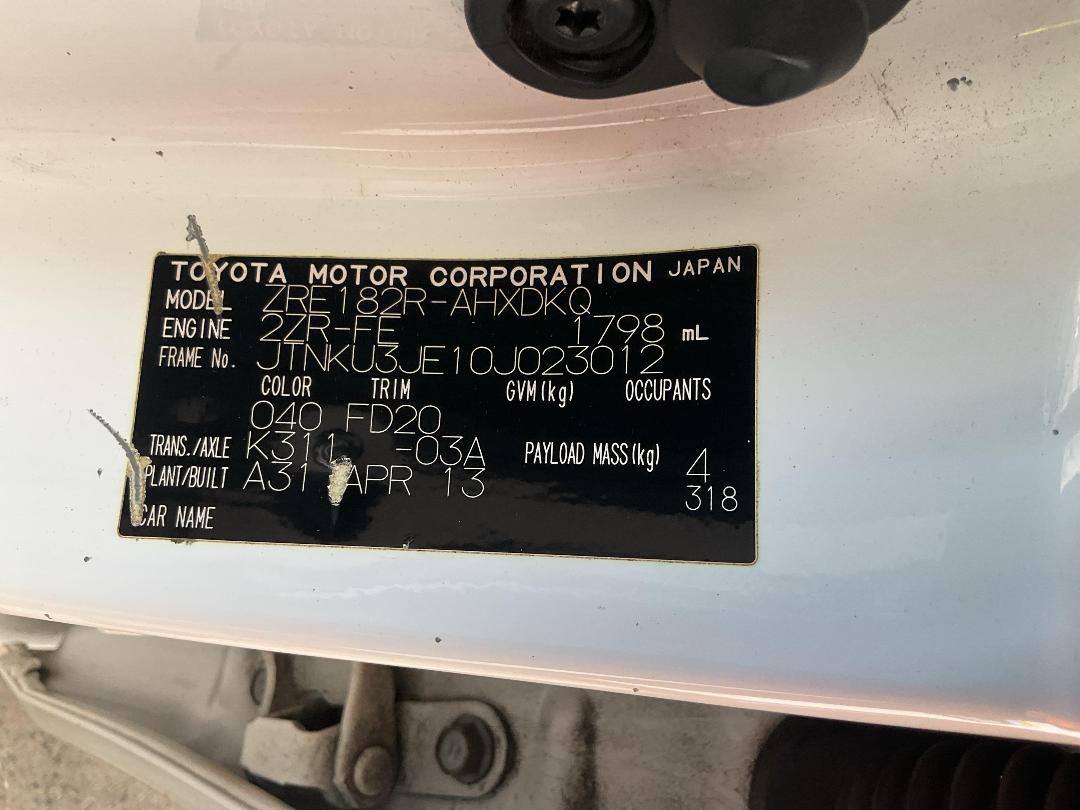 TOYOTA MOTOR CORPORATION JAPAN
MODEL ZRE182R-AHXDKQ
ENGINE 2ZR-FE 1798 mL
FRAME No. JTNKU3JE10J023012
COLOR TRIM GVM(kg) OCCUPANTS
040 FD20
TRANS./AXLE K311 -03A PAYLOAD MASS(kg) 4
PLANT/BUILT A31 APR 13 318
CAR NAME